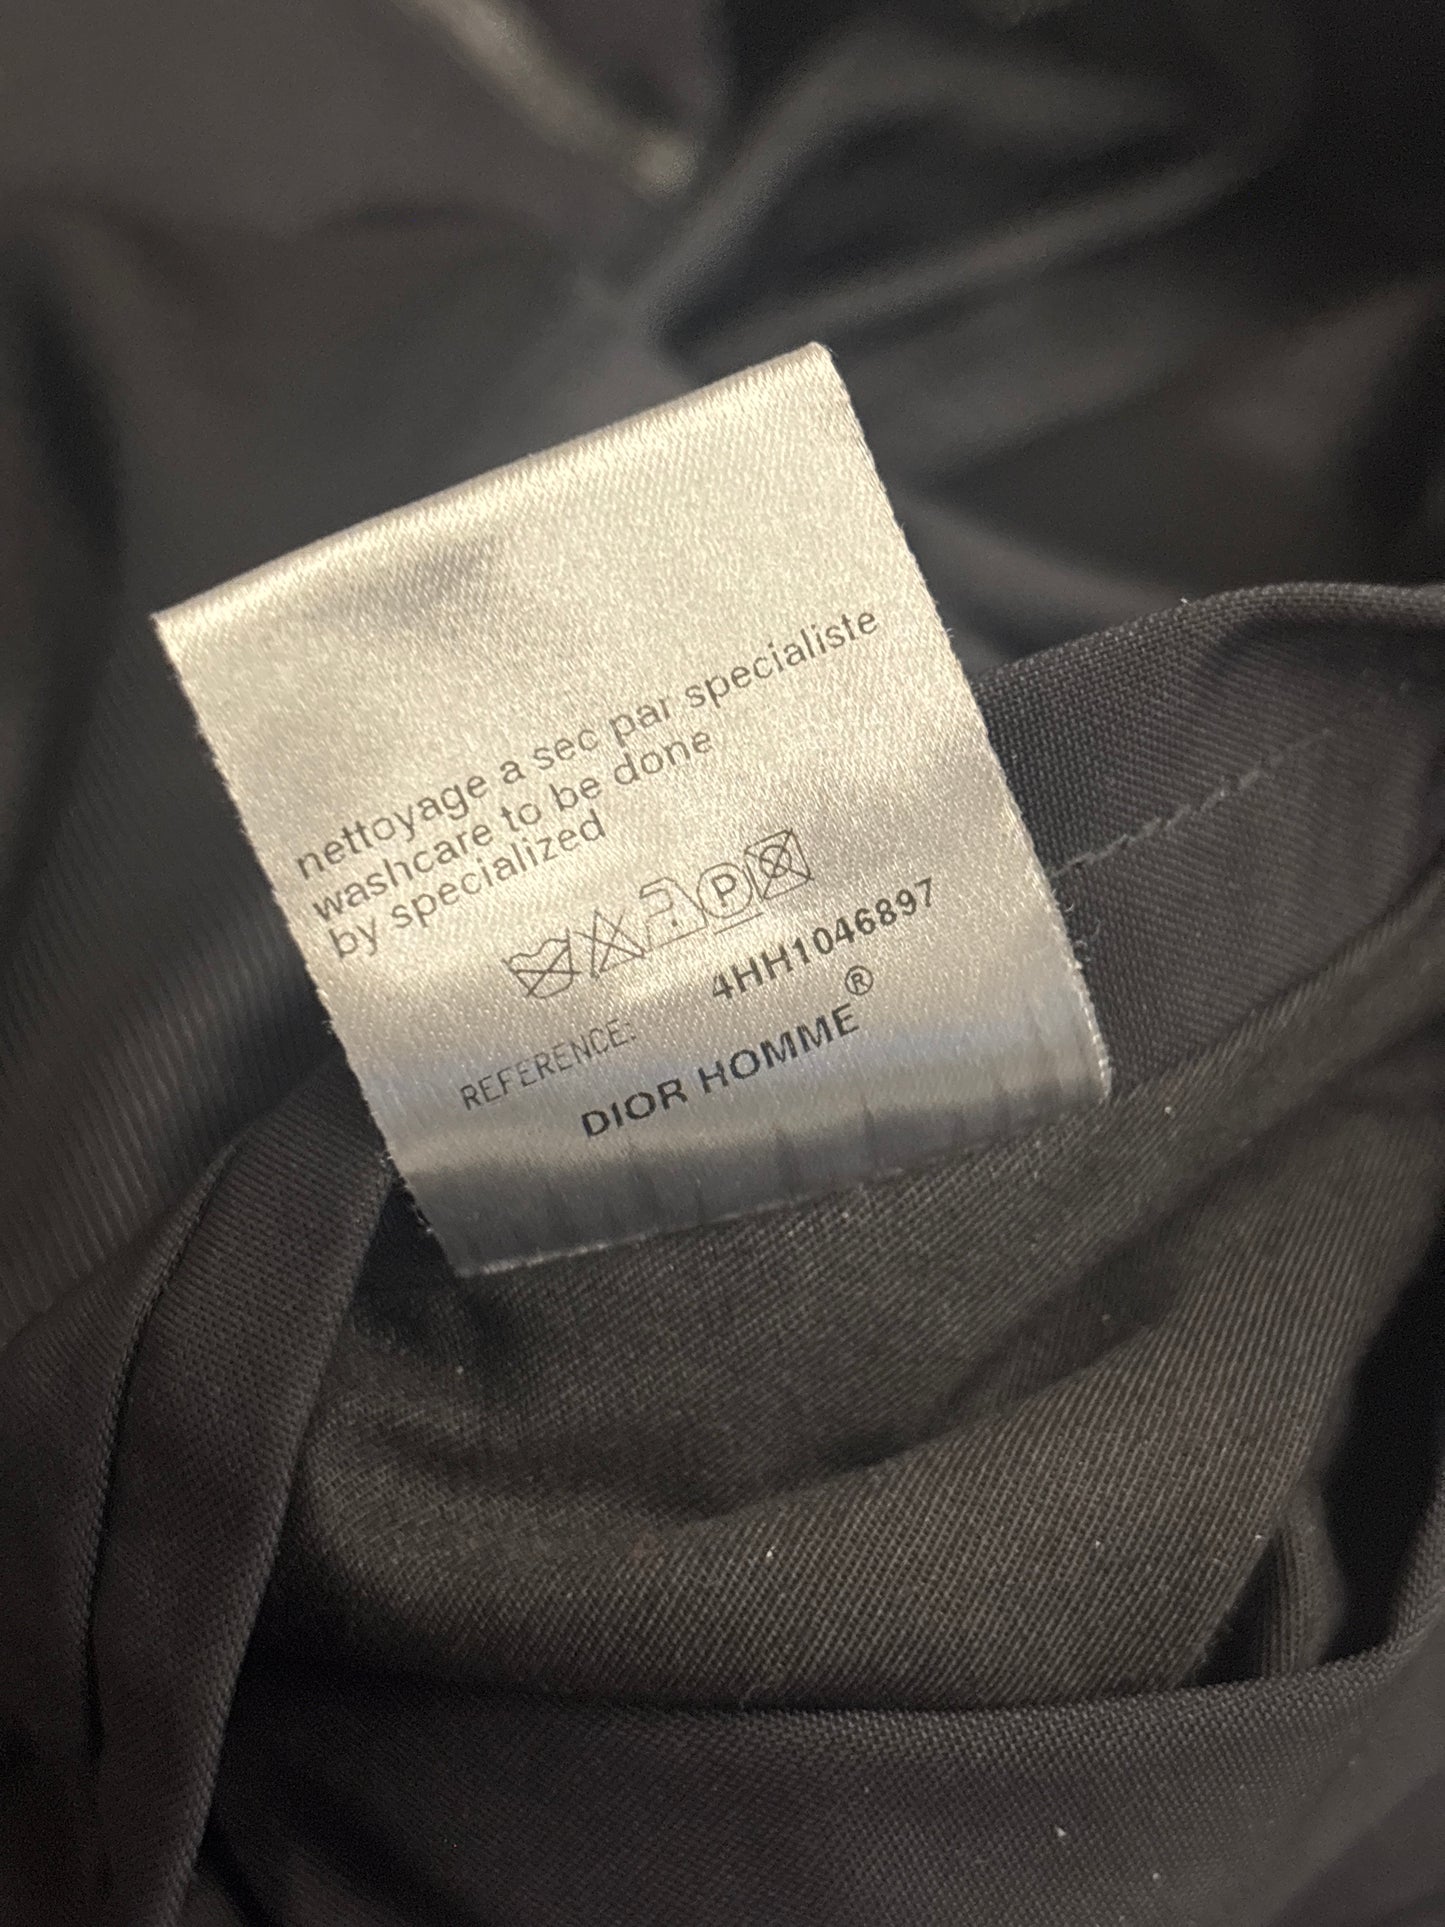 nettoyage a sec par specialiste
washcare to be done
by specialized
P
REFERENCE: 4HH1046897
DIOR HOMME®